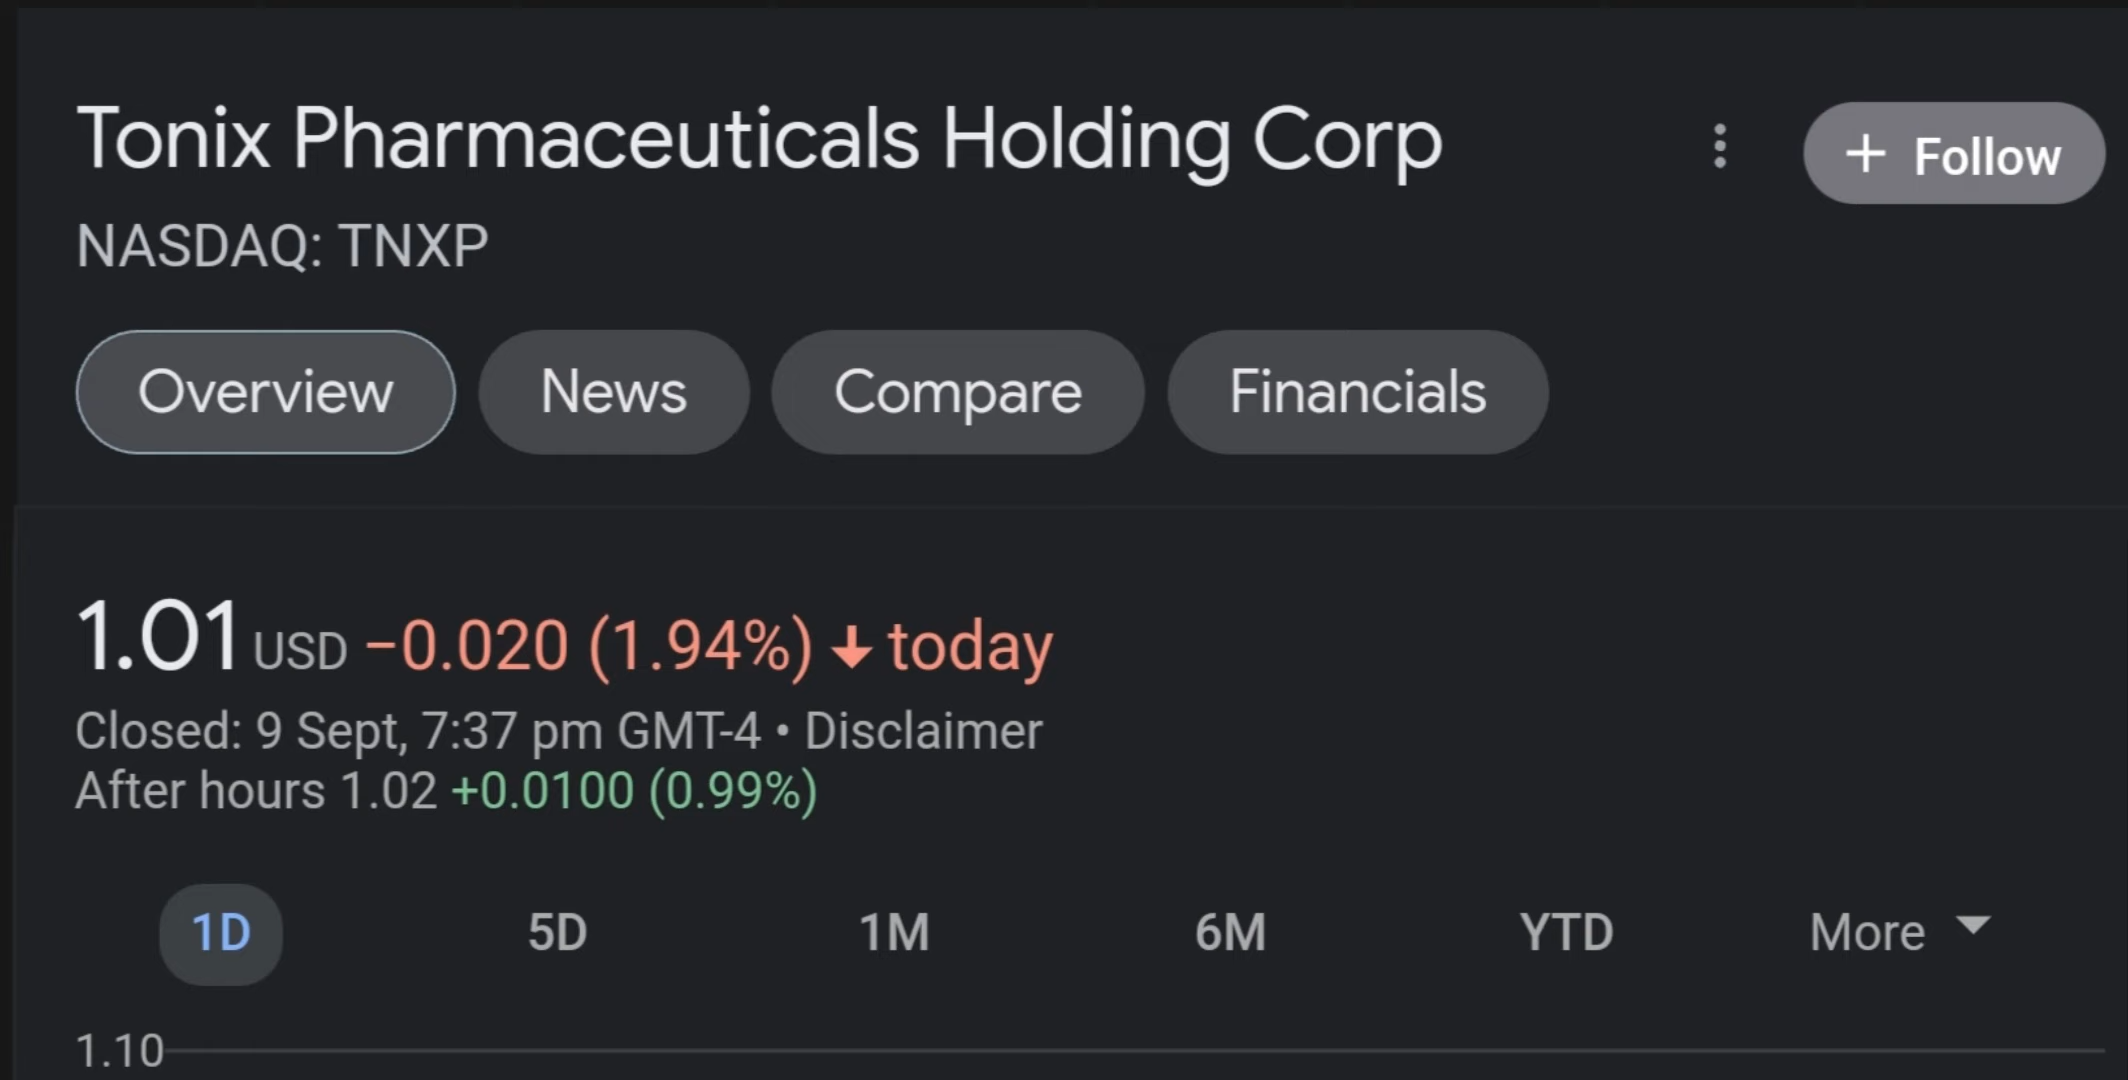 Tonix Pharmaceuticals Holding Corp
+ Follow
NASDAQ: TNXP
Overview News Compare Financials
1.01 USD −0.020 (1.94%) ↓ today
Closed: 9 Sept, 7:37 pm GMT-4 • Disclaimer
After hours 1.02 +0.0100 (0.99%)
1D 5D 1M 6M YTD More
1.10